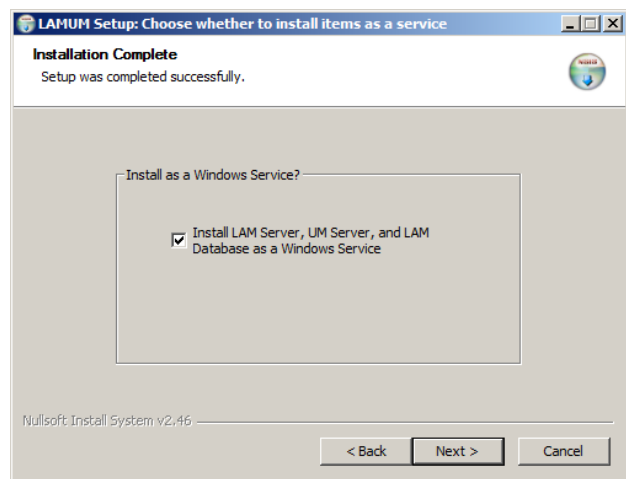 LAMUM Setup: Choose whether to install items as a service
Installation Complete
Setup was completed successfully.
Install as a Windows Service?
Install LAM Server, UM Server, and LAM
Database as a Windows Service
Nullsoft Install System v2.46
< Back
Next >
Cancel